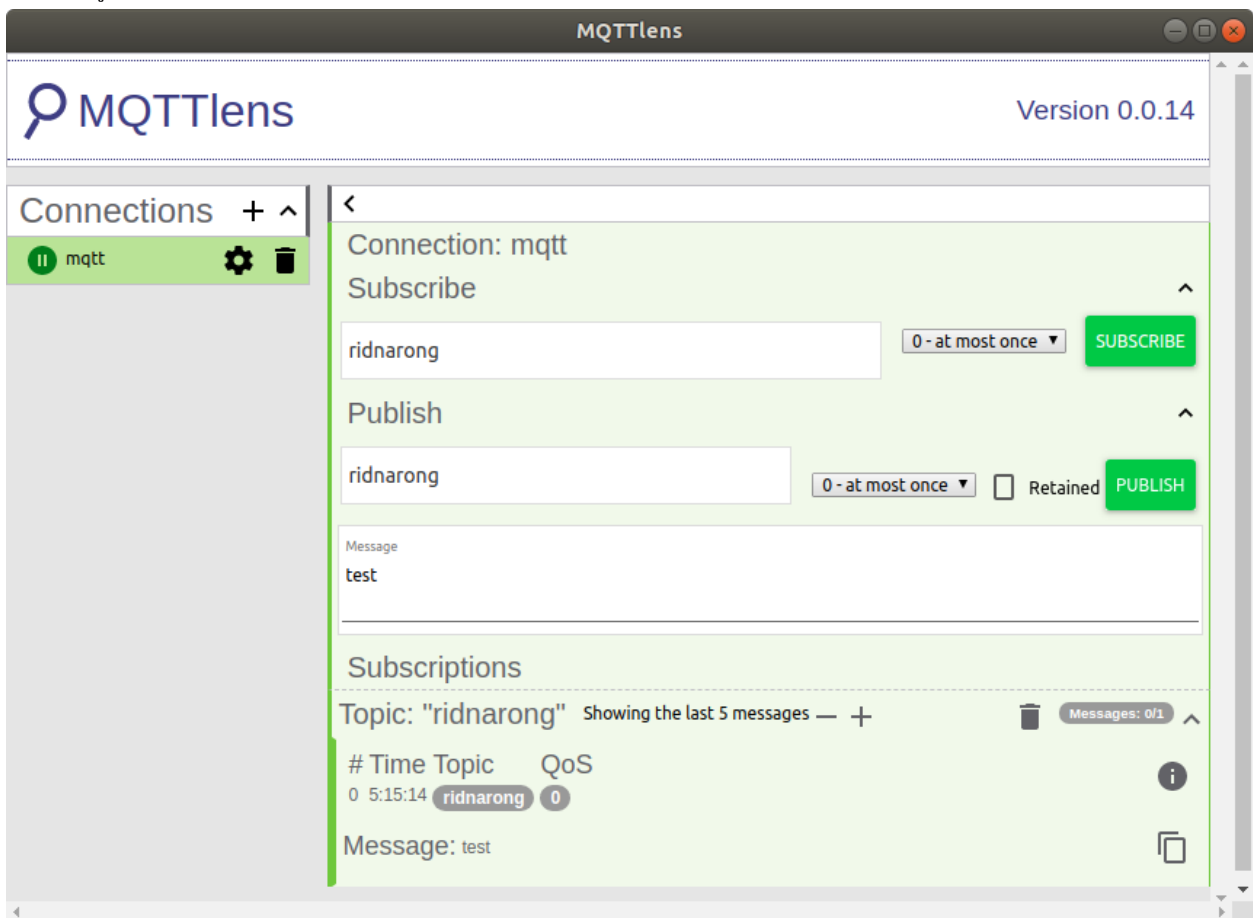 MQTTlens
MQTTlens
Version 0.0.14
Connections
mqtt
Connection: mqtt
Subscribe
ridnarong
0 - at most once
SUBSCRIBE
Publish
ridnarong
0 - at most once
Retained
PUBLISH
Message
test
Subscriptions
Topic: "ridnarong" Showing the last 5 messages
Messages: 0/1
# Time Topic QoS
0 5:15:14 ridnarong 0
Message: test